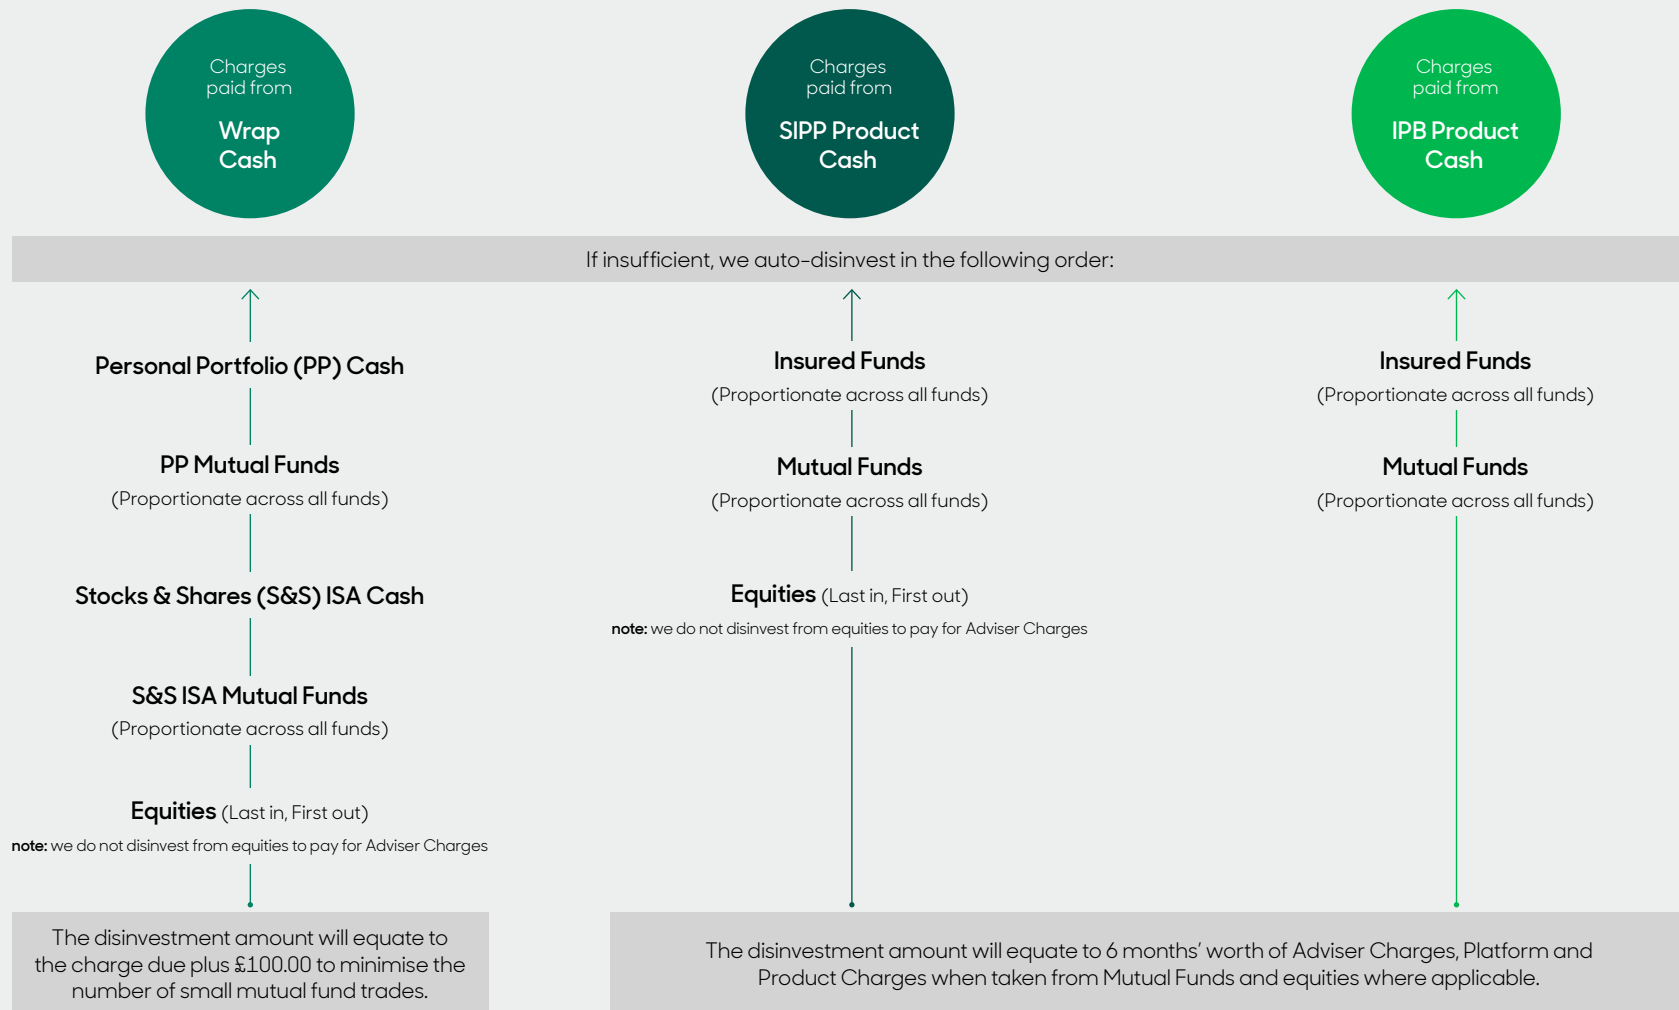 Charges
paid from
Wrap
Cash
Charges
paid from
SIPP Product
Cash
Charges
paid from
IPB Product
Cash
If insufficient, we auto-disinvest in the following order:
Personal Portfolio (PP) Cash
PP Mutual Funds
(Proportionate across all funds)
Stocks & Shares (S&S) ISA Cash
S&S ISA Mutual Funds
(Proportionate across all funds)
Equities (Last in, First out)
note: we do not disinvest from equities to pay for Adviser Charges
The disinvestment amount will equate to
the charge due plus £100.00 to minimise the
number of small mutual fund trades.
Insured Funds
(Proportionate across all funds)
Mutual Funds
(Proportionate across all funds)
Equities (Last in, First out)
note: we do not disinvest from equities to pay for Adviser Charges
Insured Funds
(Proportionate across all funds)
Mutual Funds
(Proportionate across all funds)
The disinvestment amount will equate to 6 months’ worth of Adviser Charges, Platform and
Product Charges when taken from Mutual Funds and equities where applicable.